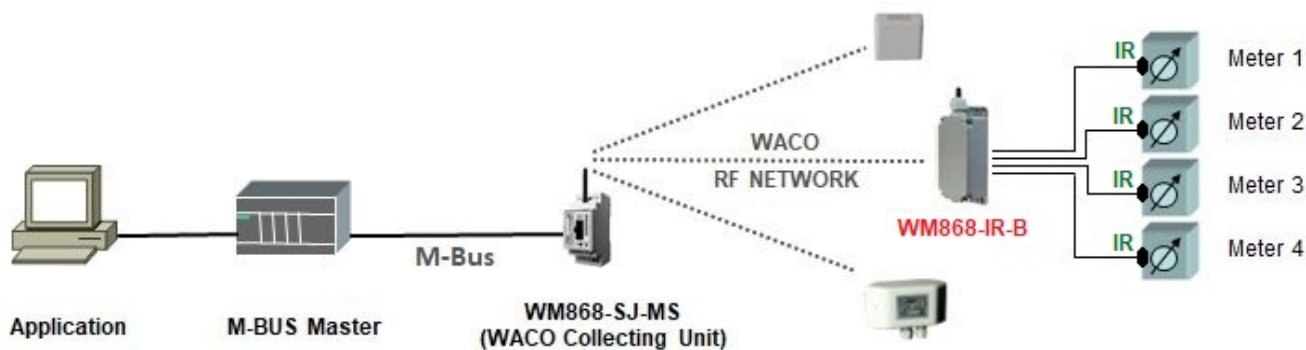 IR
Meter 1
IR
Meter 2
WACO
RF NETWORK
IR
Meter 3
WM868-IR-B
IR
Meter 4
M-Bus
Application
M-BUS Master
WM868-SJ-MS
(WACO Collecting Unit)